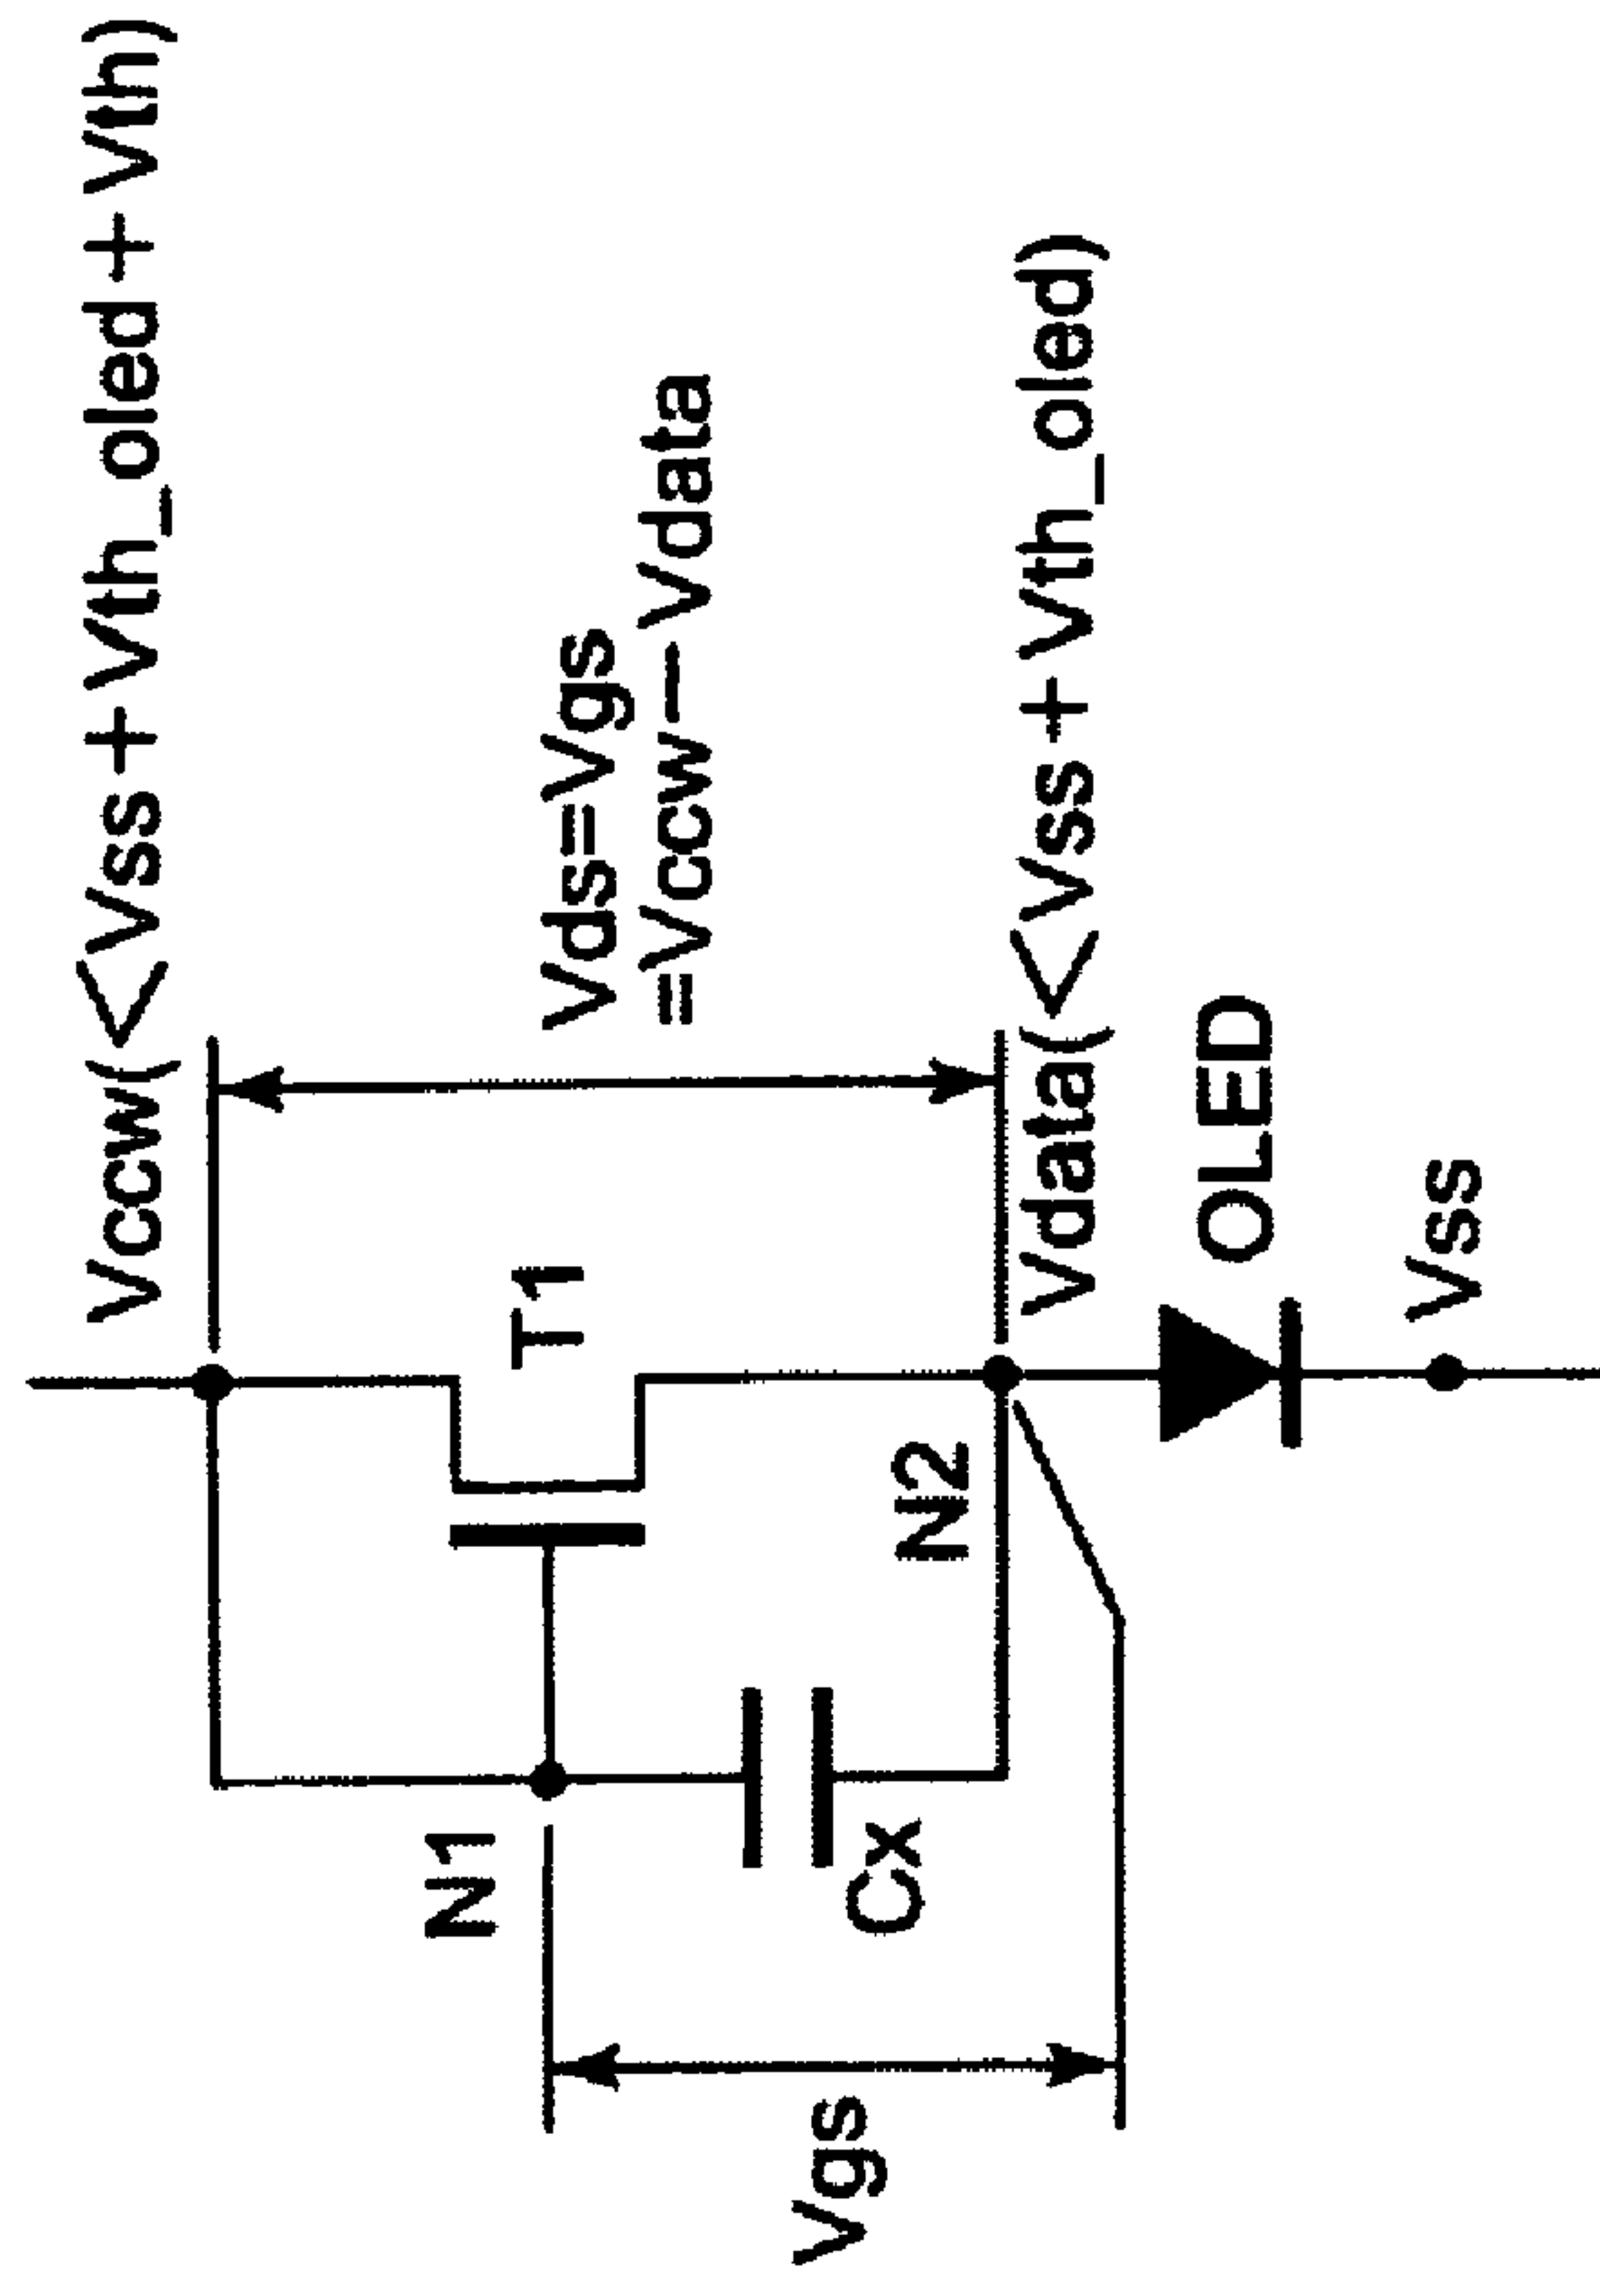 Vccw(<Vss+Vth_oled+Vth)
T1
Vds=Vgs
=Vccw-Vdata
N1
N2
Cx
Vgs
Vdata(<Vss+Vth_oled)
OLED
Vss